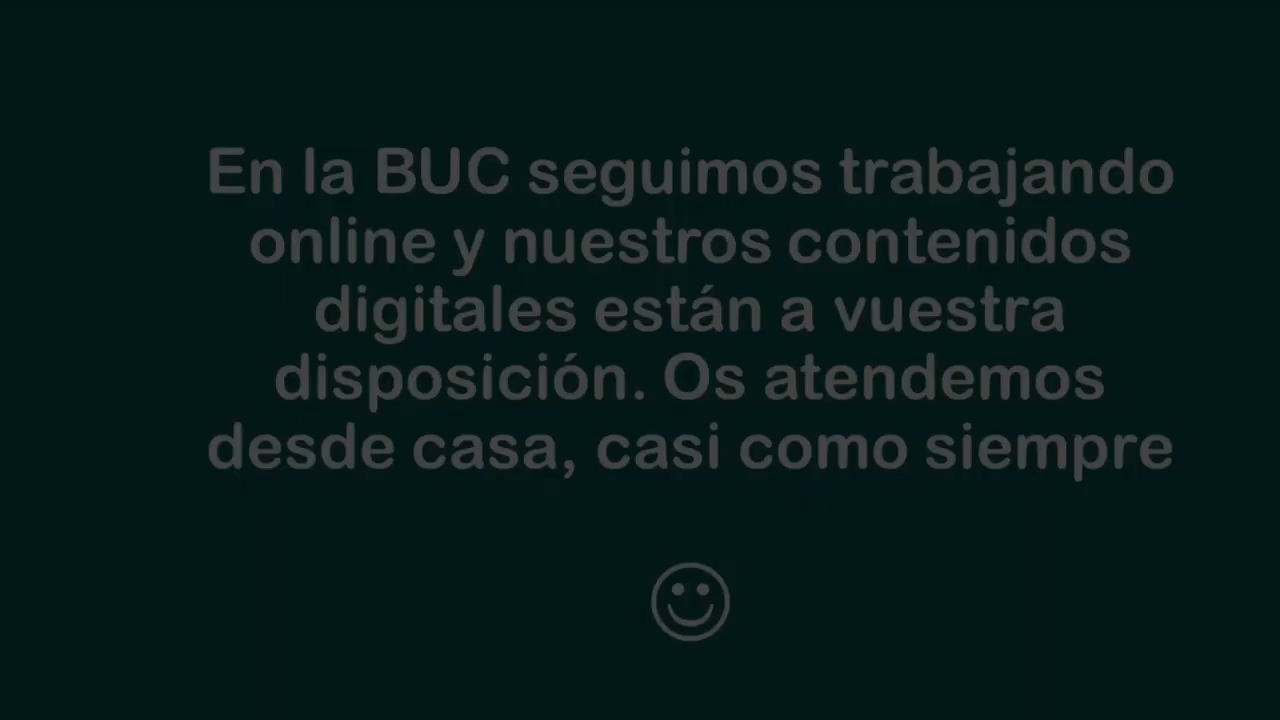 En la BUC seguimos trabajando
online y nuestros contenidos
digitales están a vuestra
disposición. Os atendemos
desde casa, casi como siempre